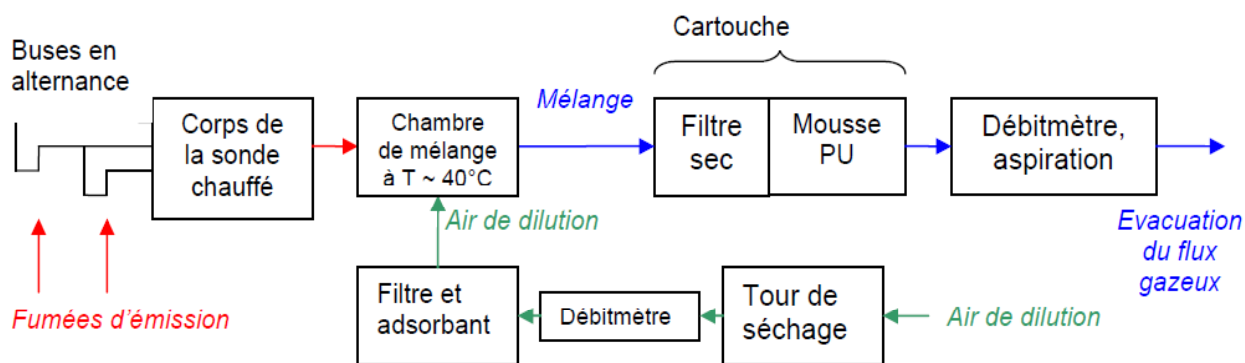 Cartouche
Buses en
alternance
Mélange
Corps de
la sonde
chauffé
Chambre
de mélange
à T ~ 40°C
Filtre
sec
Mousse
PU
Débitmètre,
aspiration
Air de dilution
Evacuation
du flux
gazeux
Fumées d'émission
Filtre et
adsorbant
Débitmètre
Tour de
séchage
Air de dilution